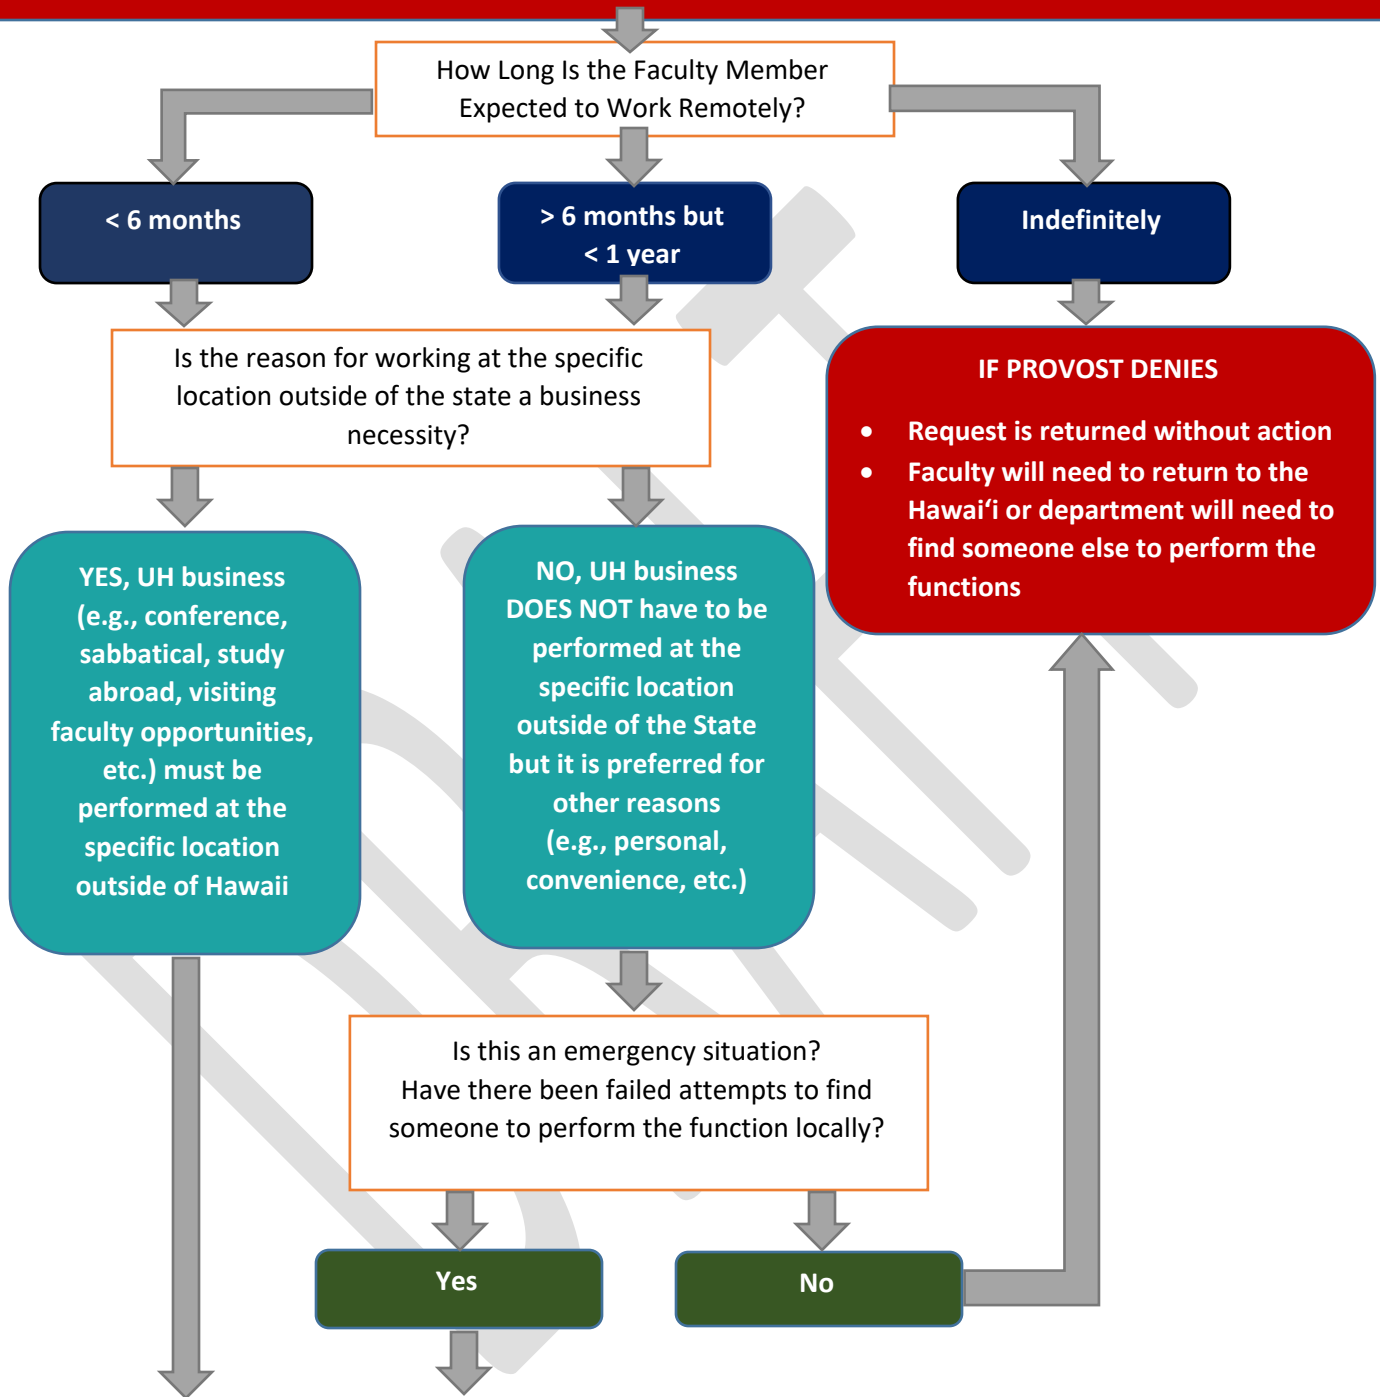 How Long Is the Faculty Member
Expected to Work Remotely?
< 6 months
> 6 months but
< 1 year
Indefinitely
Is the reason for working at the specific
location outside of the state a business
necessity?
IF PROVOST DENIES
• Request is returned without action
• Faculty will need to return to the
Hawai‘i or department will need to
find someone else to perform the
functions
YES, UH business
(e.g., conference,
sabbatical, study
abroad, visiting
faculty opportunities,
etc.) must be
performed at the
specific location
outside of Hawaii
NO, UH business
DOES NOT have to be
performed at the
specific location
outside of the State
but it is preferred for
other reasons
(e.g., personal,
convenience, etc.)
Is this an emergency situation?
Have there been failed attempts to find
someone to perform the function locally?
Yes
No
DRAFT